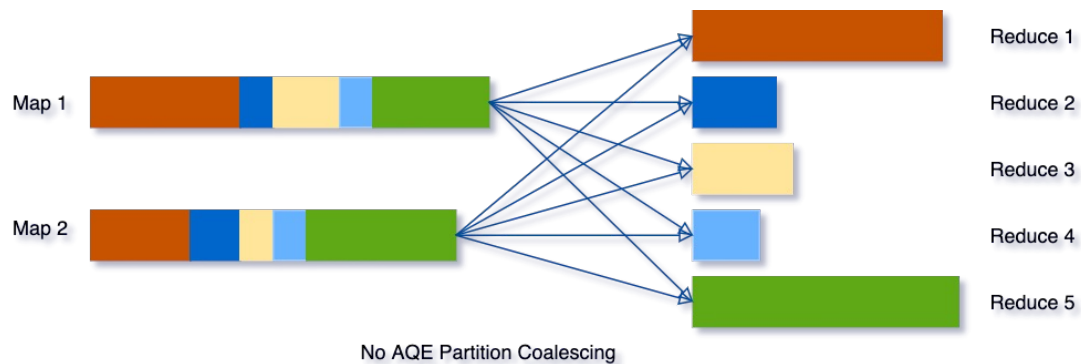 Map 1
Map 2
Reduce 1
Reduce 2
Reduce 3
Reduce 4
Reduce 5
No AQE Partition Coalescing